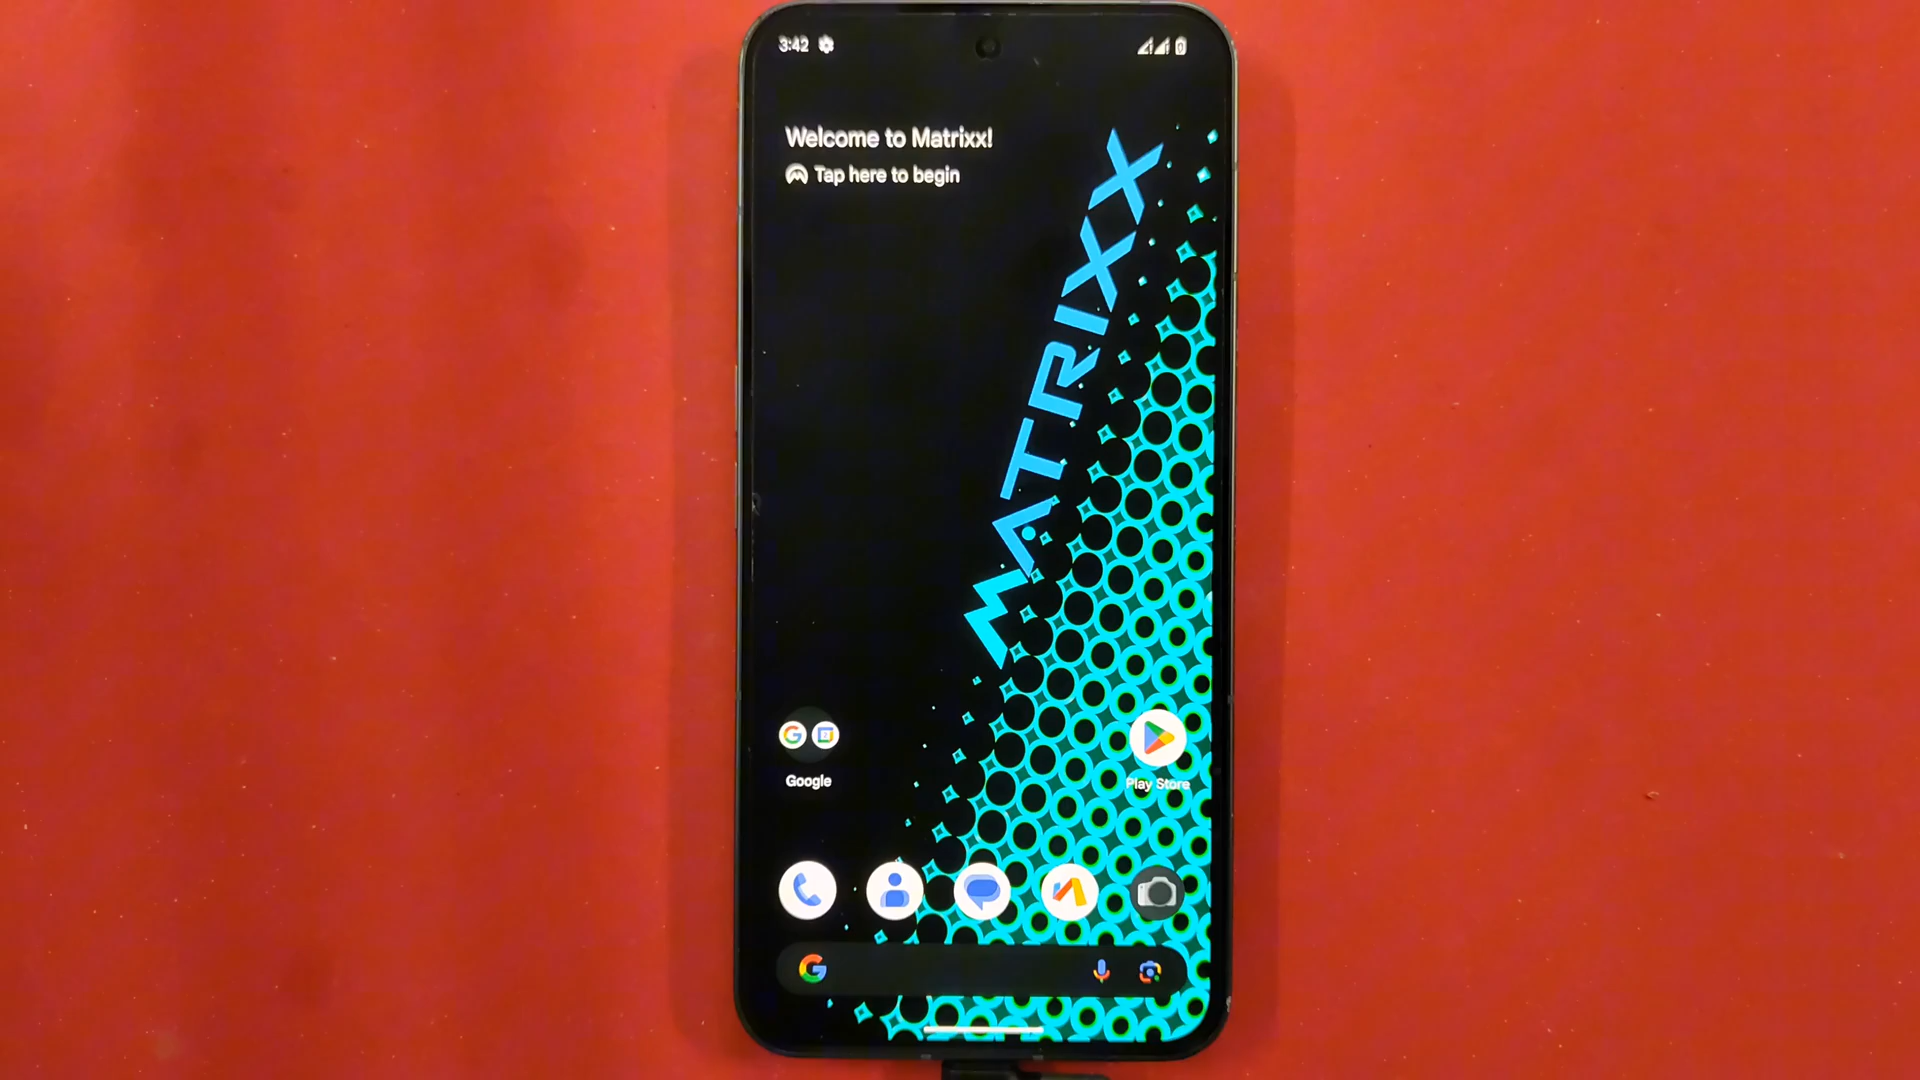 3:42
Welcome to Matrixx!
Tap here to begin
MATRIXX
Google
Play Store